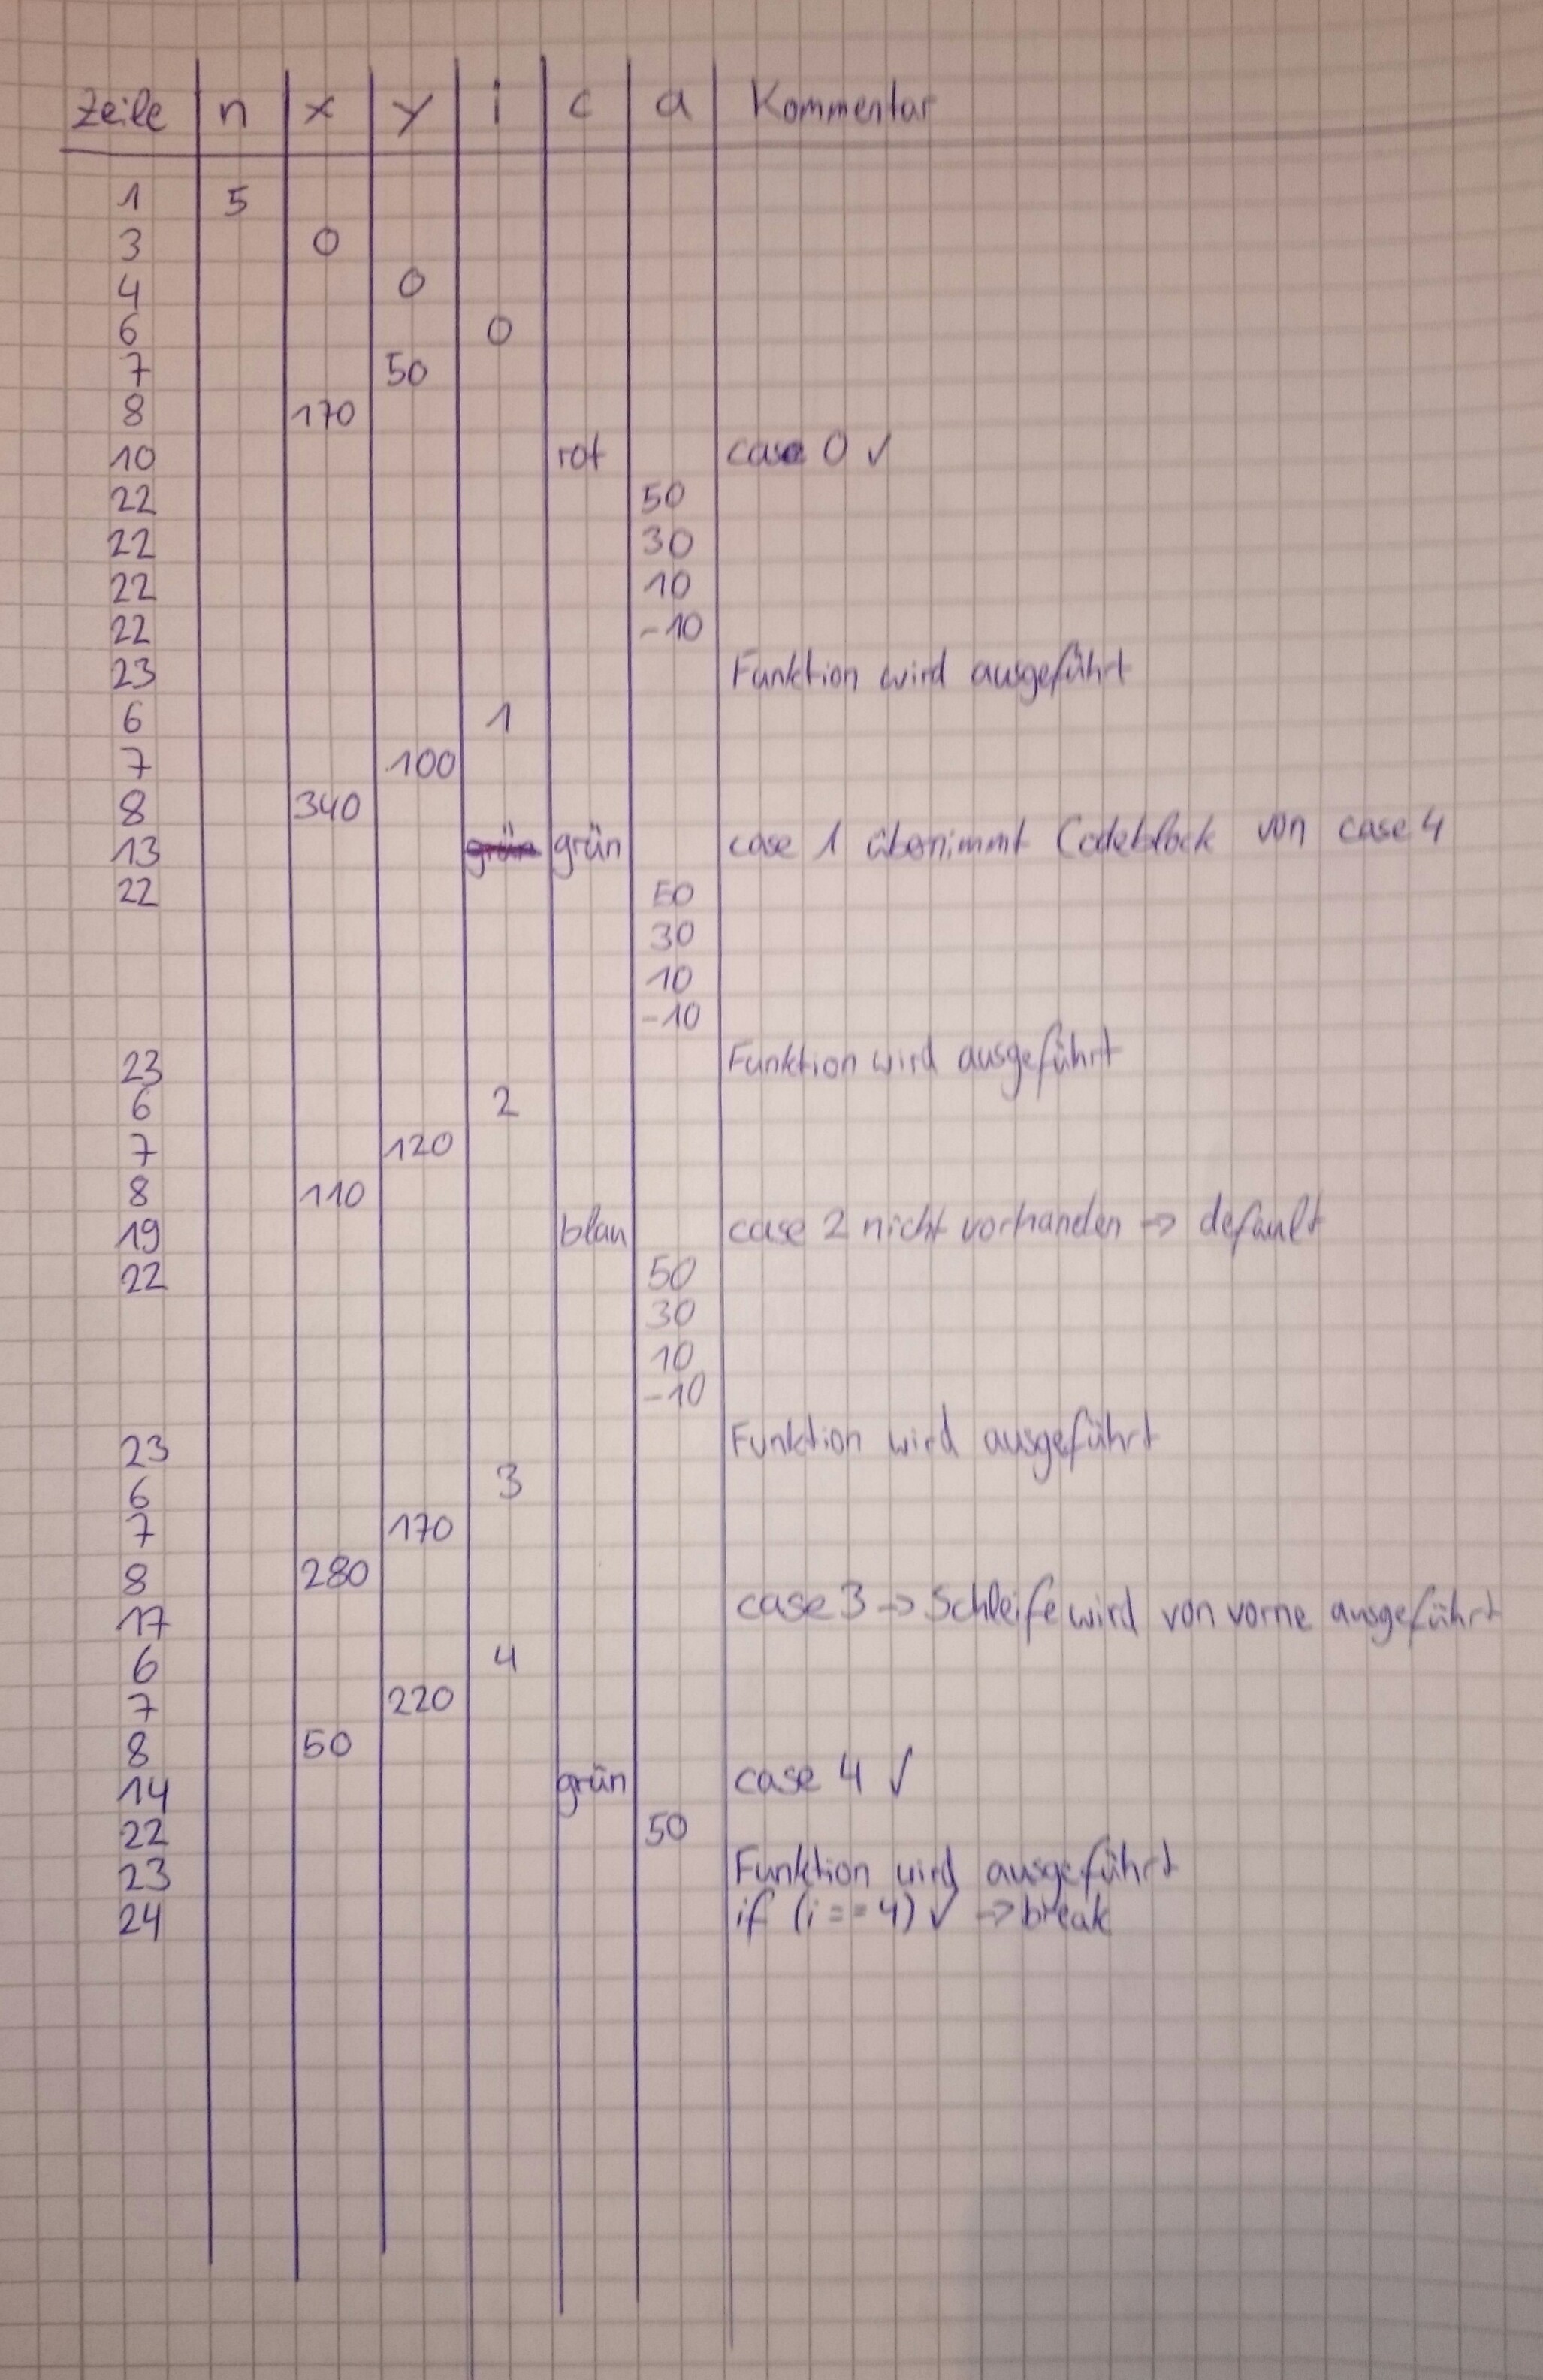 Zeile n x y i c a Kommentar
1 5
3 0
4 0
6 0
7 50
8 170
10 rot case 0 ✓
22 50
22 30
22 10
22 -10
23 Funktion wird ausgeführt
6 1
7 100
8 340
13 grün grün case 1 übernimmt Codeblock von case 4
22 50
30
10
-10
23 Funktion wird ausgeführt
6 2
7 120
8 110
19 blau case 2 nicht vorhanden -> default
22 50
30
10
-10
23 Funktion wird ausgeführt
6 3
7 170
8 280
17 case 3 -> Schleife wird von vorne ausgeführt
6 4
7 220
8 50
14 grün case 4 ✓
22 50
23 Funktion wird ausgeführt
24 if (i == 4) ✓ -> break